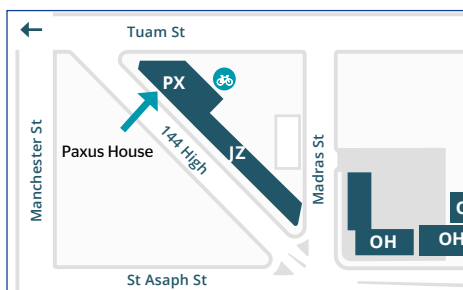 Tuam St
PX
Manchester St
Paxus House
144 High
JZ
Madras St
OH
OH
St Asaph St